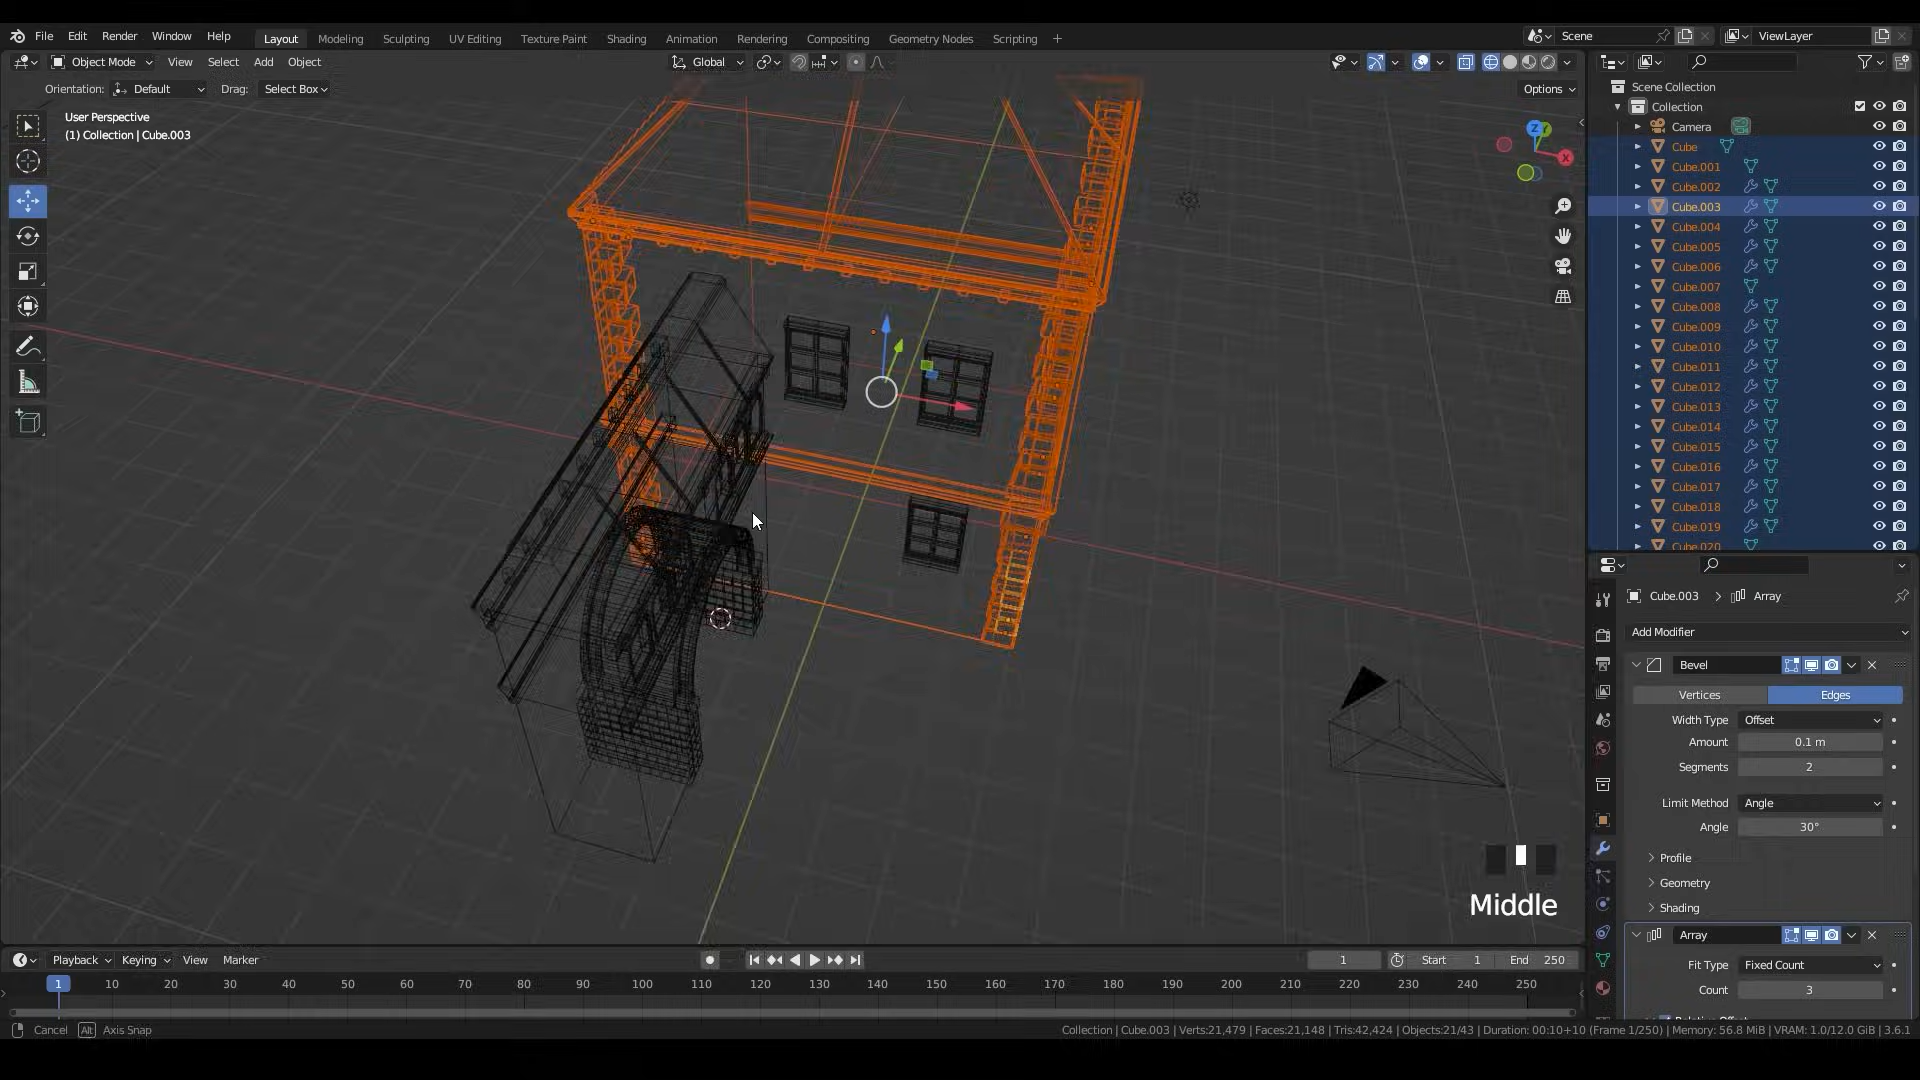 File Edit Render Window Help Layout Modeling Sculpting UV Editing Texture Paint Shading Animation Rendering Compositing Geometry Nodes Scripting + Scene ViewLayer
Object Mode View Select Add Object Global
Orientation: Default Drag: Select Box Options
User Perspective
(1) Collection | Cube.003
Z
X
Scene Collection
Collection
Camera
Cube
Cube.001
Cube.002
Cube.003
Cube.004
Cube.005
Cube.006
Cube.007
Cube.008
Cube.009
Cube.010
Cube.011
Cube.012
Cube.013
Cube.014
Cube.015
Cube.016
Cube.017
Cube.018
Cube.019
Cube.020
Cube.003 > Array
Add Modifier
Bevel
Vertices Edges
Width Type Offset
Amount 0.1 m
Segments 2
Limit Method Angle
Angle 30°
Profile
Geometry
Shading
Array
Fit Type Fixed Count
Count 3
Relative Offset
Middle
Playback Keying View Marker 1 Start 1 End 250
1 10 20 30 40 50 60 70 80 90 100 110 120 130 140 150 160 170 180 190 200 210 220 230 240 250
Cancel Alt Axis Snap Collection | Cube.003 | Verts:21,479 | Faces:21,148 | Tris:42,424 | Objects:21/43 | Duration: 00:10+10 (Frame 1/250) | Memory: 56.8 MiB | VRAM: 1.0/12.0 GiB | 3.6.1